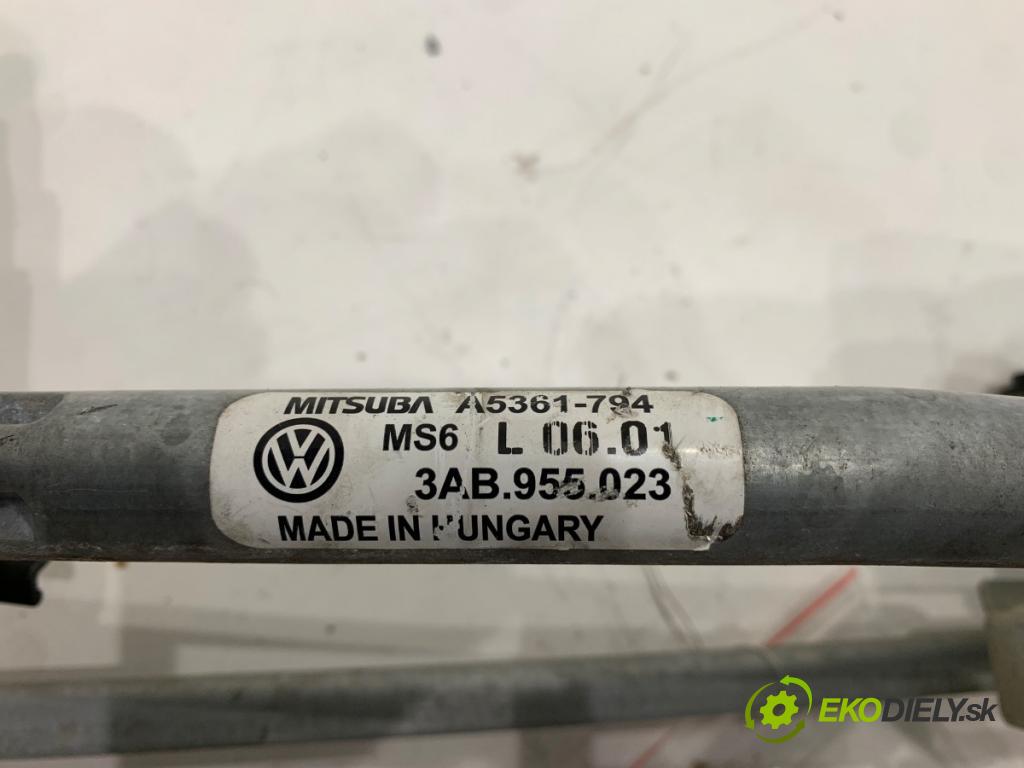 MITSUBA A5361-794
MS6 L 06.01
3AB.955.023
MADE IN HUNGARY
EKODIELY.sk